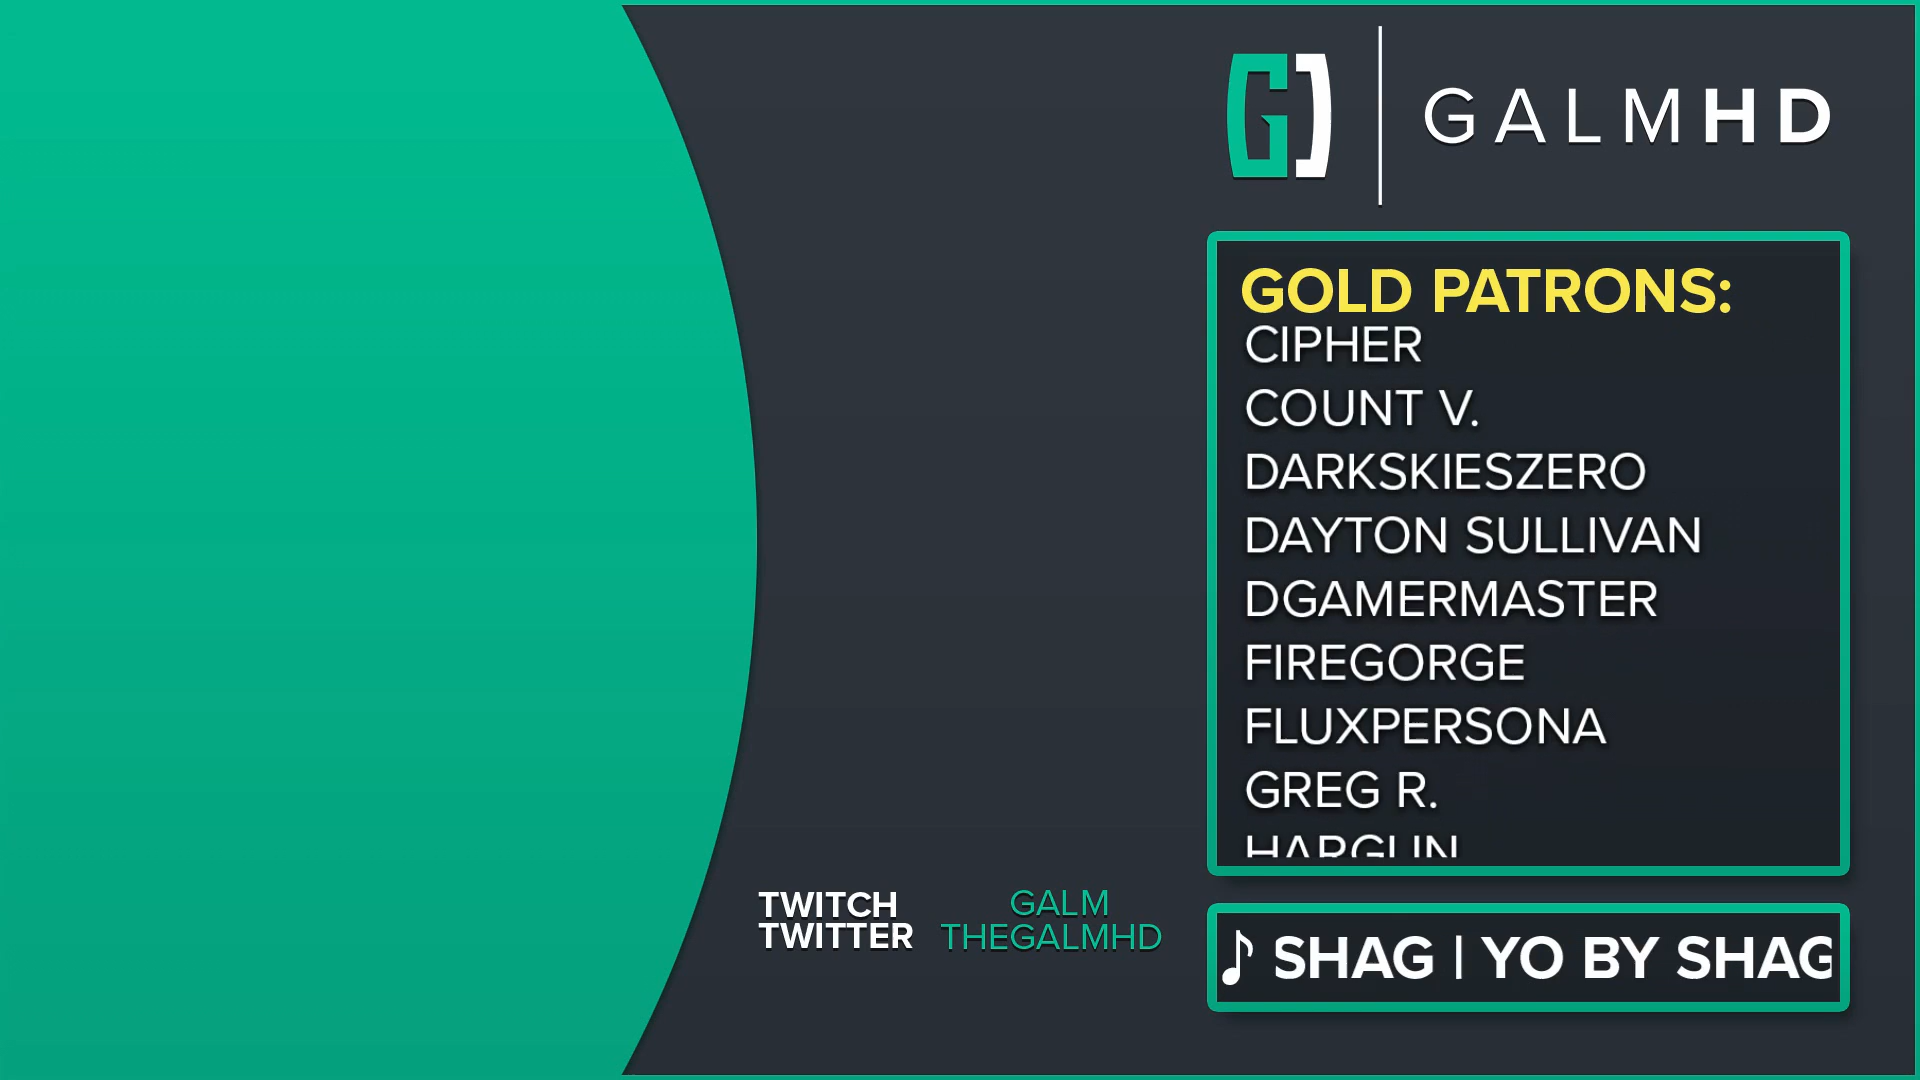 GALMHD
GOLD PATRONS:
CIPHER
COUNT V.
DARKSKIESZERO
DAYTON SULLIVAN
DGAMERMASTER
FIREGORGE
FLUXPERSONA
GREG R.
TWITCH GALM
TWITTER THEGALMHD
♪ SHAG | YO BY SHAG